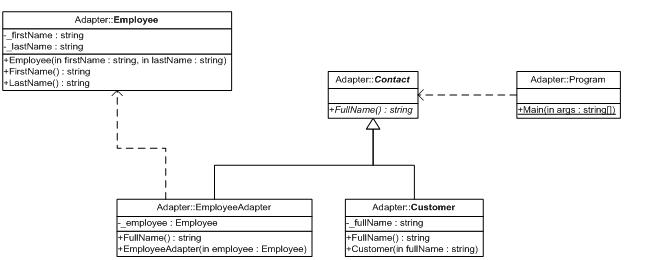 Adapter::Employee
-_firstName : string
-_lastName : string
+Employee(in firstName : string, in lastName : string)
+FirstName() : string
+LastName() : string
Adapter::Contact
+FullName() : string
Adapter::Program
+Main(in args : string[])
Adapter::EmployeeAdapter
-_employee : Employee
+FullName() : string
+EmployeeAdapter(in employee : Employee)
Adapter::Customer
-_fullName : string
+FullName() : string
+Customer(in fullName : string)